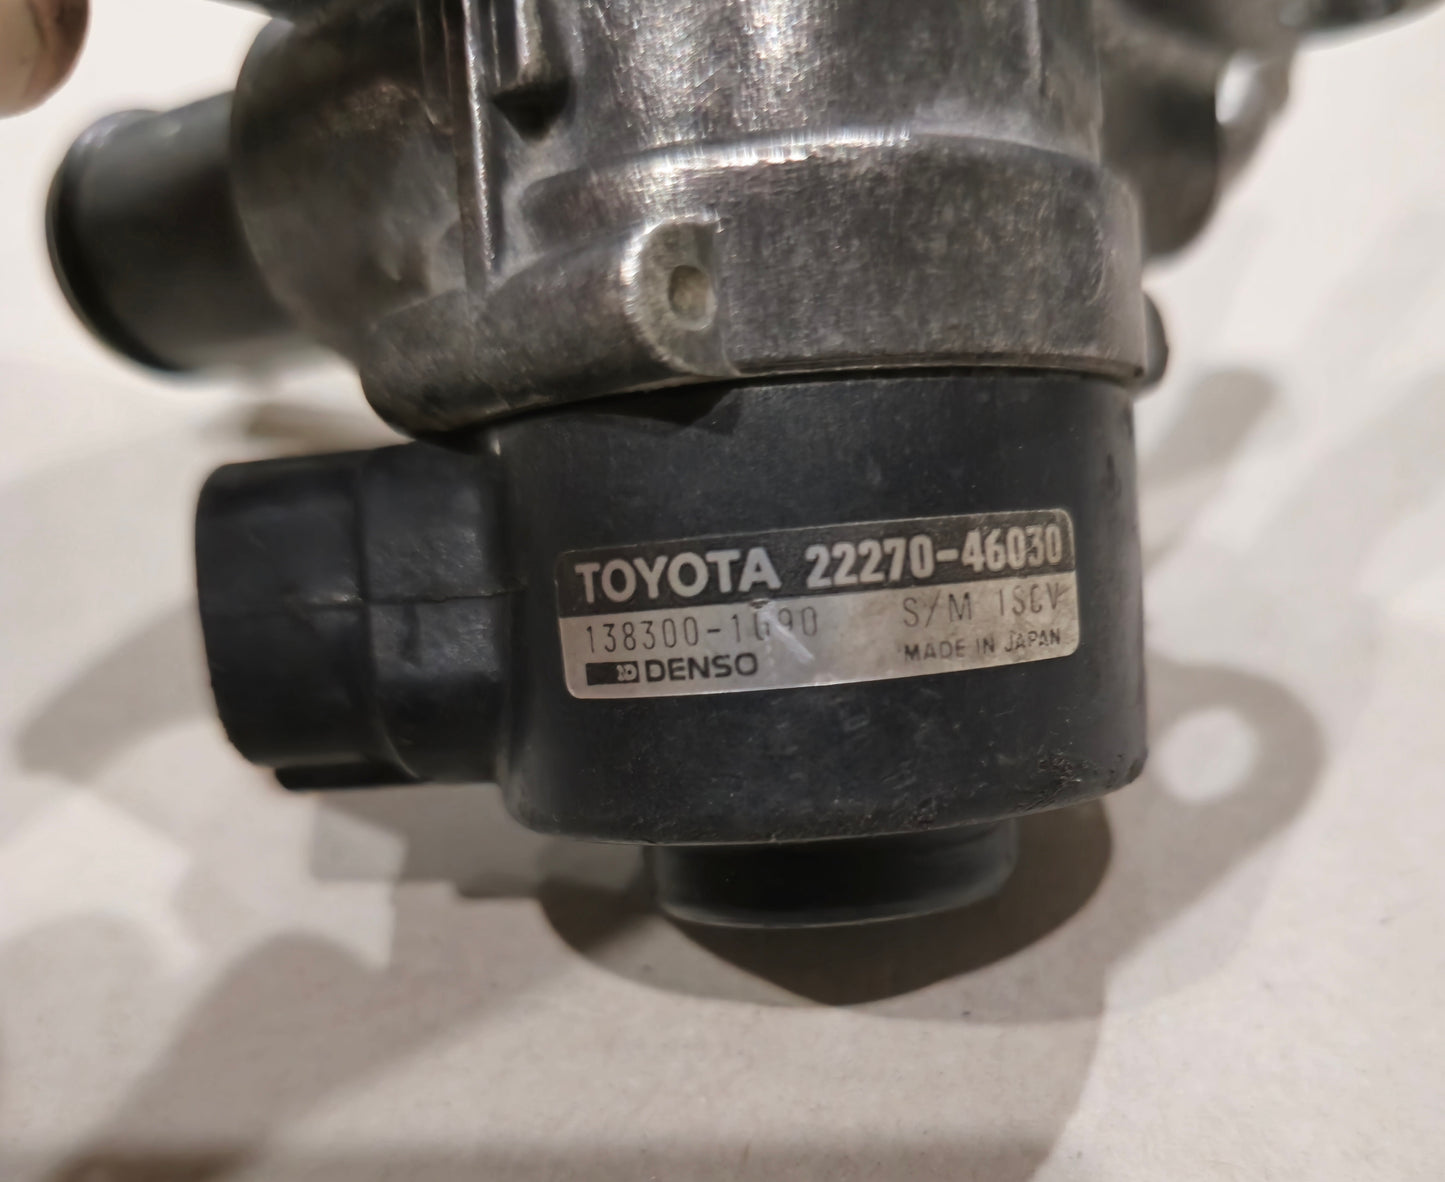 TOYOTA 22270-46030
138300-1090 S/M ISCV
DENSO MADE IN JAPAN